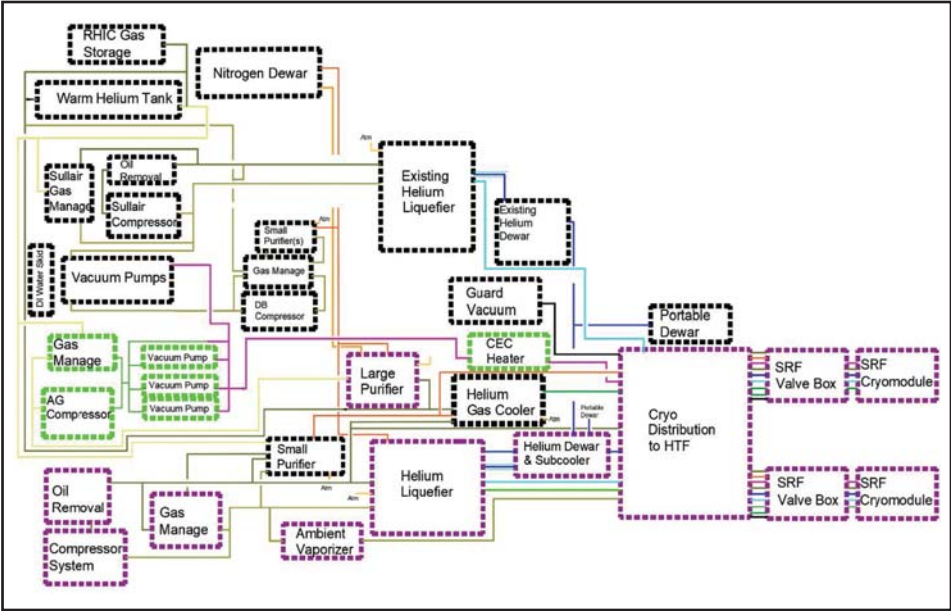 RHIC Gas
Storage
Nitrogen Dewar
Warm Helium Tank
Atm
Oil
Removal
Sullair
Gas
Manage
Sullair
Compressor
Existing
Helium
Liquefier
Existing
Helium
Dewar
Atm
Small
Purifier(s)
DI Water Skid
Vacuum Pumps
Gas Manage
DB
Compressor
Guard
Vacuum
Portable
Dewar
Gas
Manage
Vacuum Pump
Vacuum Pump
Vacuum Pump
AG
Compressor
CEC
Heater
Large
Purifier
Helium
Gas Cooler
Atm
Portable
Dewar
Cryo
Distribution
to HTF
SRF
Valve Box
SRF
Cryomodule
Small
Purifier
Atm
Atm
Helium
Liquefier
Helium Dewar
& Subcooler
Oil
Removal
Gas
Manage
Compressor
System
Ambient
Vaporizer
SRF
Valve Box
SRF
Cryomodule